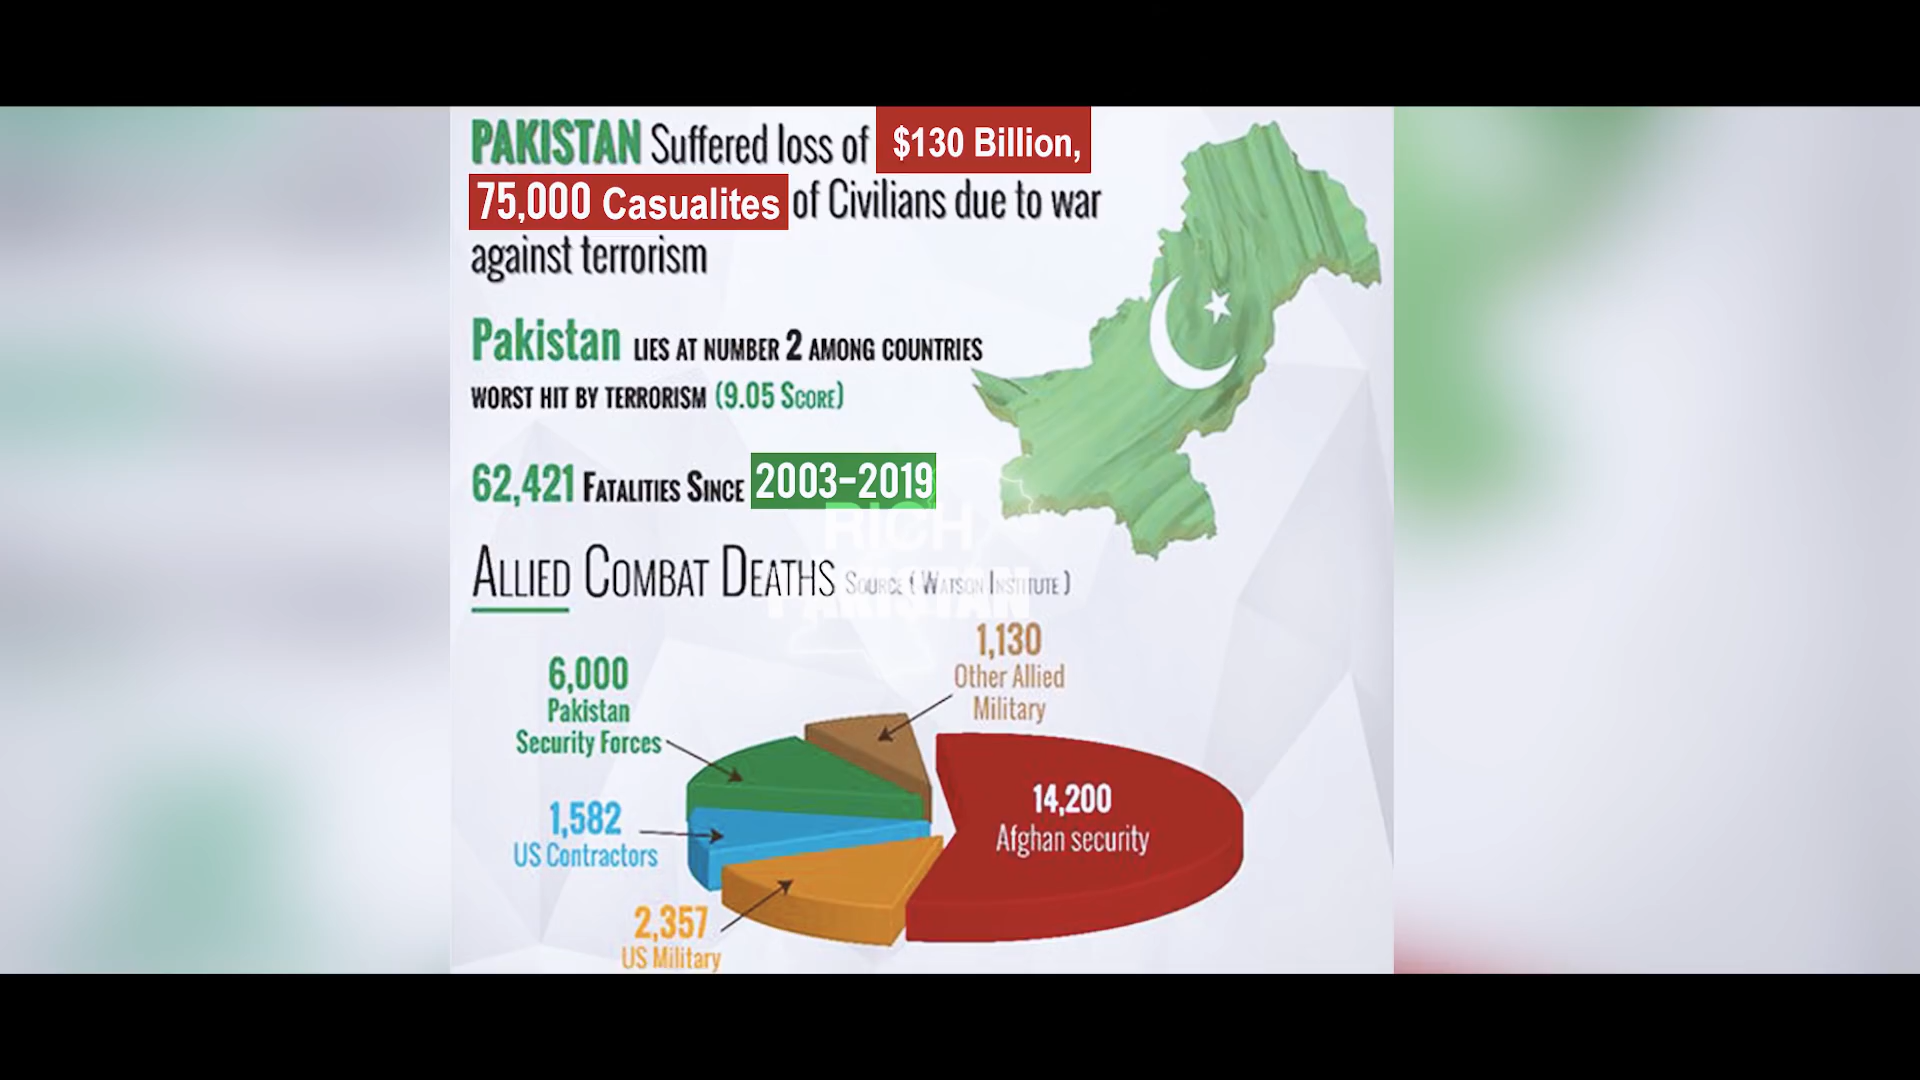 PAKISTAN Suffered loss of $130 Billion,
75,000 Casualites of Civilians due to war
against terrorism
Pakistan LIES AT NUMBER 2 AMONG COUNTRIES
WORST HIT BY TERRORISM (9.05 SCORE)
62,421 FATALITIES SINCE 2003-2019
RICH
PAKISTAN
ALLIED COMBAT DEATHS SOURCE ( WATSON INSTITUTE )
1,130
Other Allied
Military
6,000
Pakistan
Security Forces
14,200
Afghan security
1,582
US Contractors
2,357
US Military